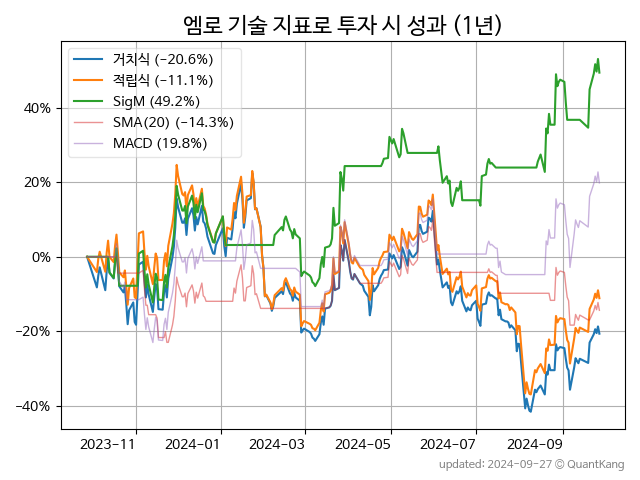 엠로 기술 지표로 투자 시 성과 (1년)
거치식 (−20.6%)
적립식 (−11.1%)
SigM (49.2%)
SMA(20) (−14.3%)
MACD (19.8%)
40%
20%
0%
−20%
−40%
2023-11 2024-01 2024-03 2024-05 2024-07 2024-09
updated: 2024-09-27 © QuantKang